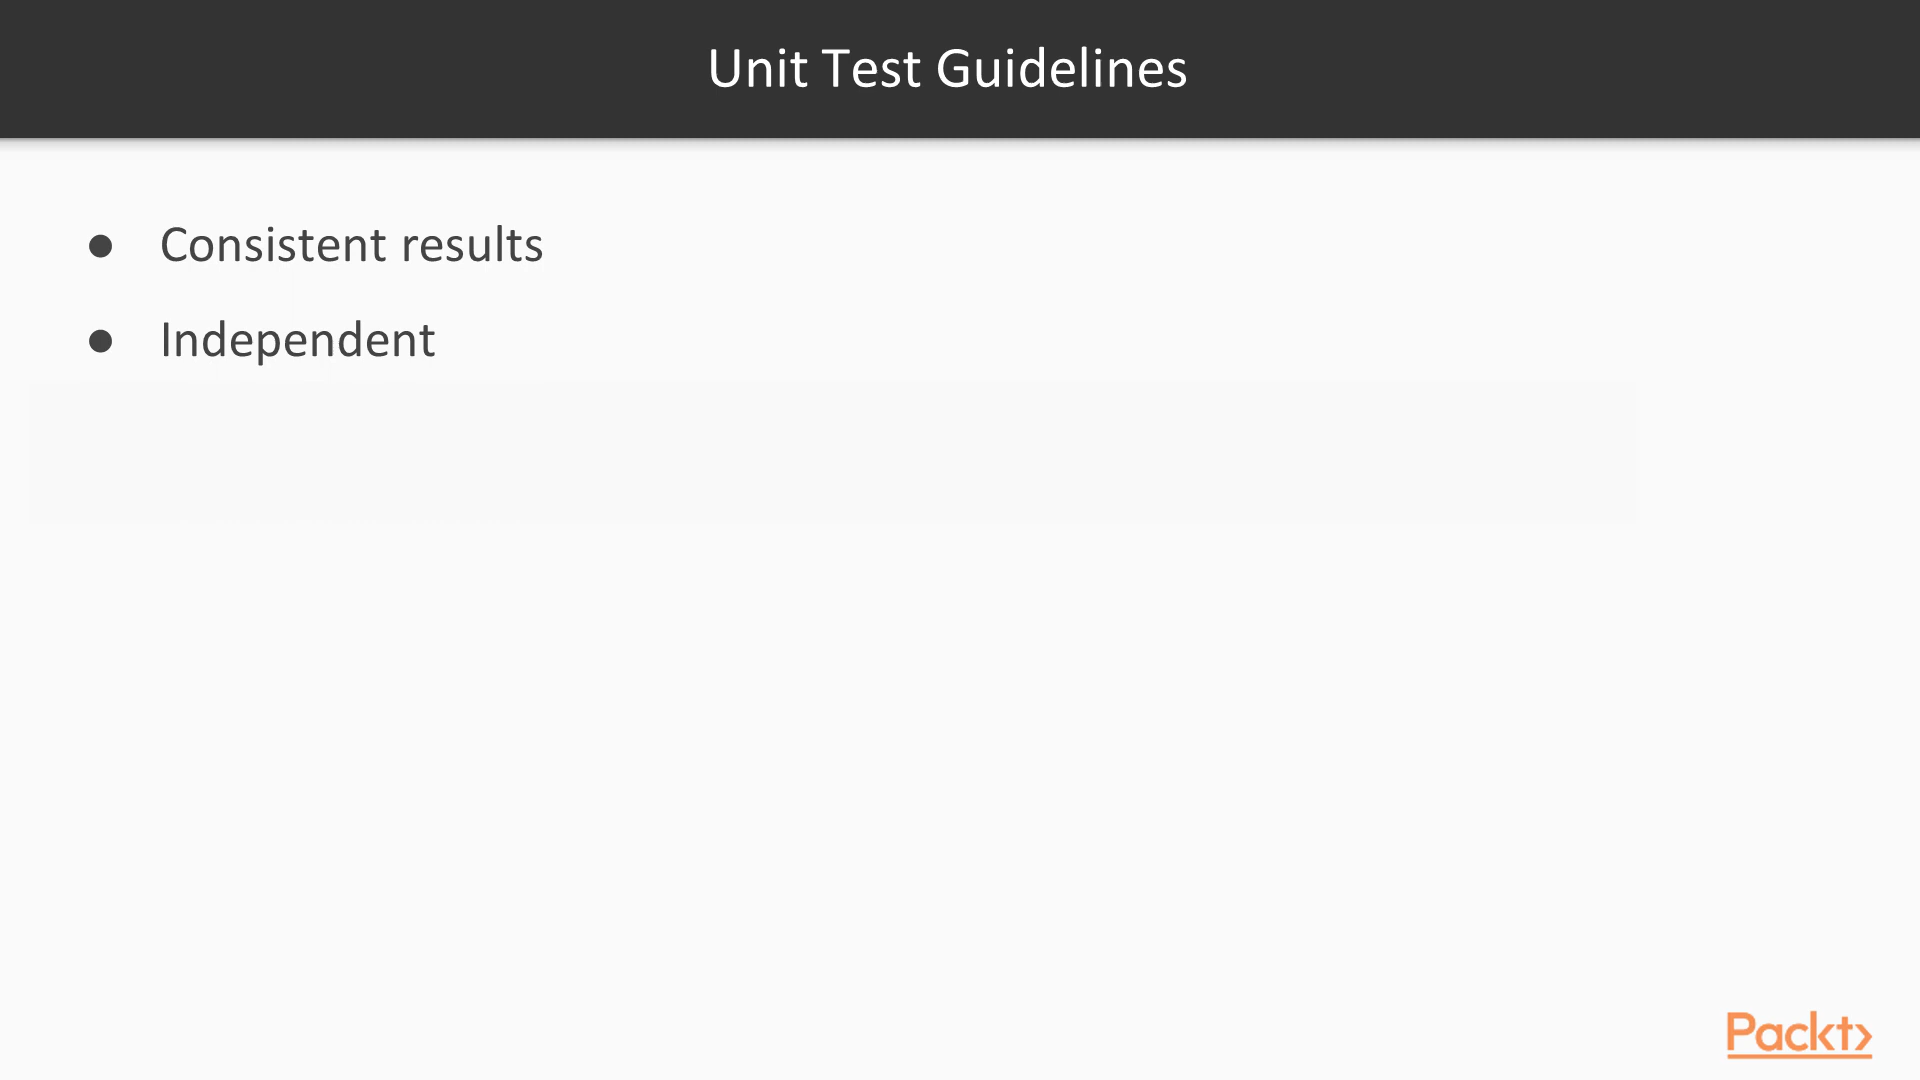 Unit Test Guidelines
● Consistent results
● Independent
Packt>